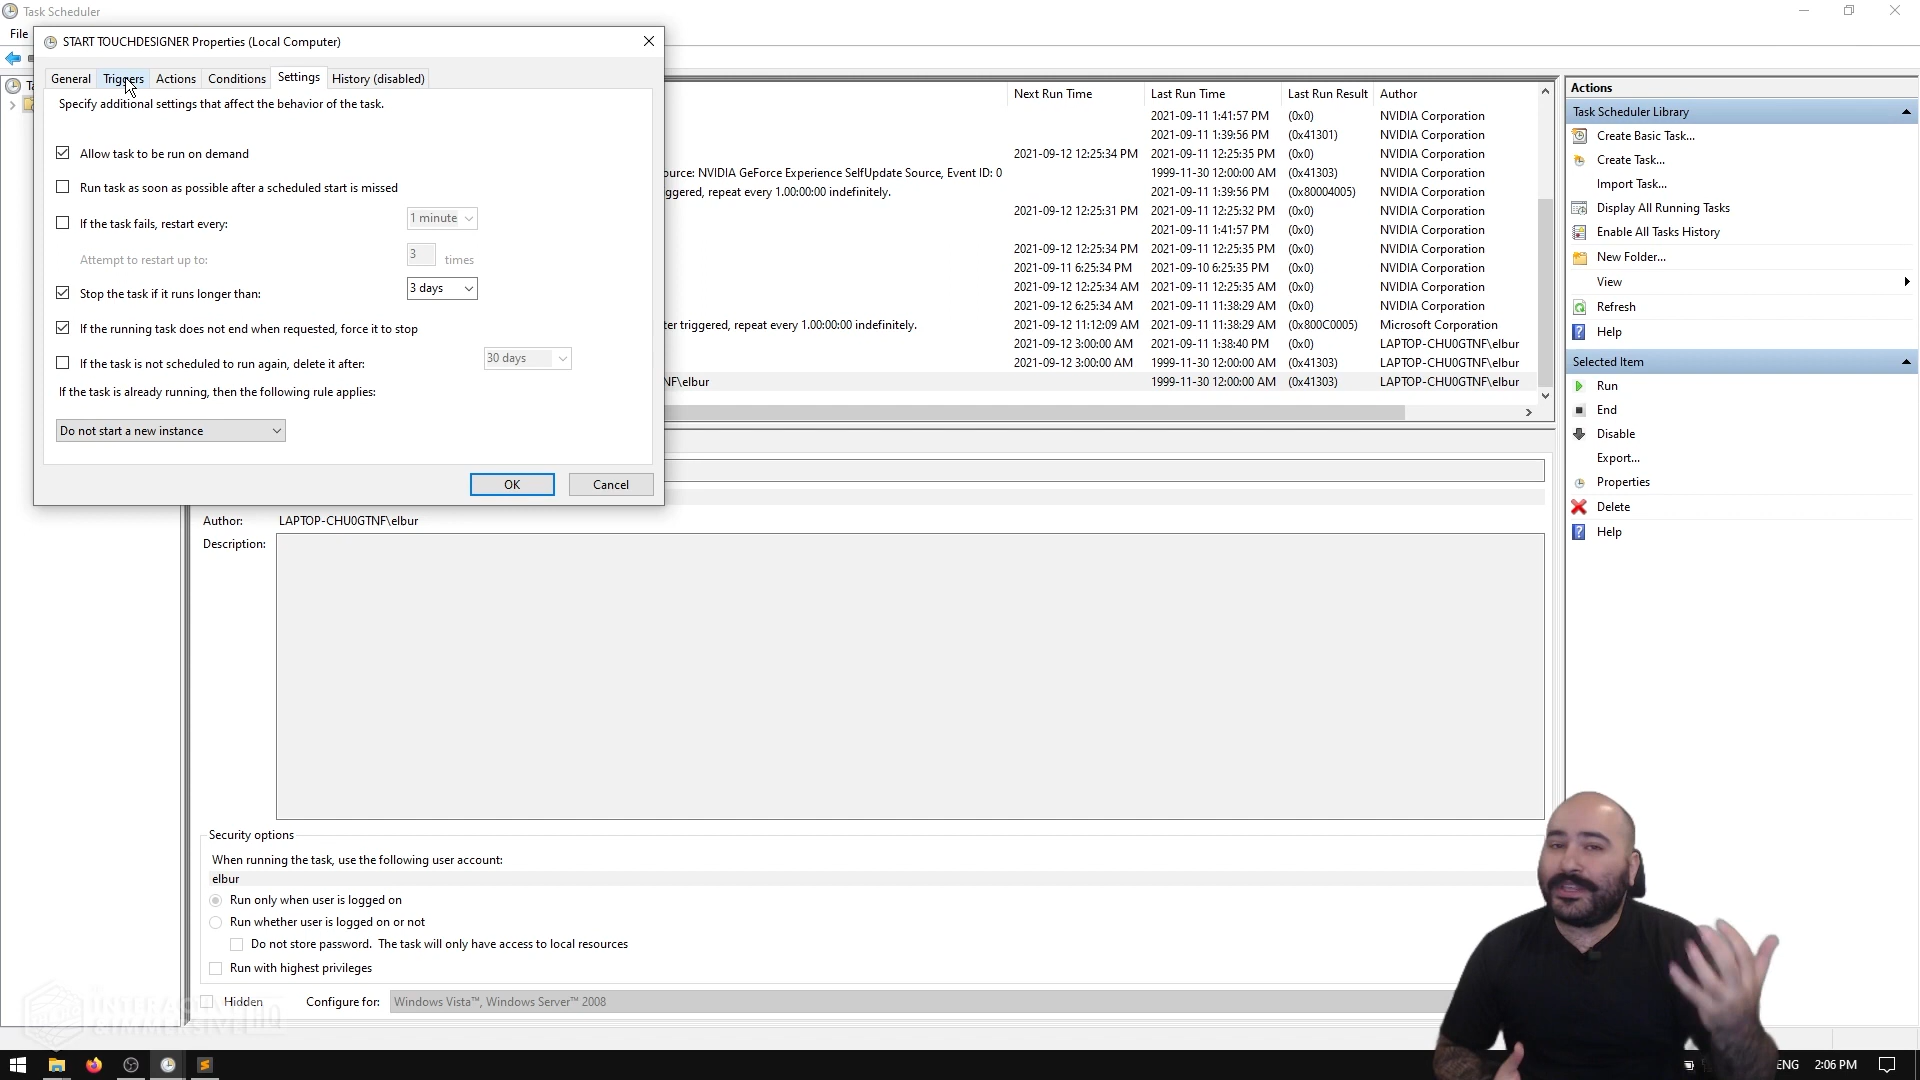 Task Scheduler
File
START TOUCHDESIGNER Properties (Local Computer)
General Triggers Actions Conditions Settings History (disabled)
Specify additional settings that affect the behavior of the task.
Allow task to be run on demand
Run task as soon as possible after a scheduled start is missed
If the task fails, restart every: 1 minute
Attempt to restart up to: 3 times
Stop the task if it runs longer than: 3 days
If the running task does not end when requested, force it to stop
If the task is not scheduled to run again, delete it after: 30 days
If the task is already running, then the following rule applies:
Do not start a new instance
OK Cancel
Next Run Time Last Run Time Last Run Result Author
2021-09-11 1:41:57 PM (0x0) NVIDIA Corporation
2021-09-11 1:39:56 PM (0x41301) NVIDIA Corporation
2021-09-12 12:25:34 PM 2021-09-11 12:25:35 PM (0x0) NVIDIA Corporation
ource: NVIDIA GeForce Experience SelfUpdate Source, Event ID: 0 1999-11-30 12:00:00 AM (0x41303) NVIDIA Corporation
ggered, repeat every 1.00:00:00 indefinitely. 2021-09-11 1:39:56 PM (0x80004005) NVIDIA Corporation
2021-09-12 12:25:31 PM 2021-09-11 12:25:32 PM (0x0) NVIDIA Corporation
2021-09-11 1:41:57 PM (0x0) NVIDIA Corporation
2021-09-12 12:25:34 PM 2021-09-11 12:25:35 PM (0x0) NVIDIA Corporation
2021-09-11 6:25:34 PM 2021-09-10 6:25:35 PM (0x0) NVIDIA Corporation
2021-09-12 12:25:34 AM 2021-09-11 12:25:35 AM (0x0) NVIDIA Corporation
2021-09-12 6:25:34 AM 2021-09-11 11:38:29 AM (0x0) NVIDIA Corporation
ter triggered, repeat every 1.00:00:00 indefinitely. 2021-09-12 11:12:09 AM 2021-09-11 11:38:29 AM (0x800C0005) Microsoft Corporation
2021-09-12 3:00:00 AM 2021-09-11 1:38:40 PM (0x0) LAPTOP-CHU0GTNF\elbur
2021-09-12 3:00:00 AM 1999-11-30 12:00:00 AM (0x41303) LAPTOP-CHU0GTNF\elbur
NF\elbur 1999-11-30 12:00:00 AM (0x41303) LAPTOP-CHU0GTNF\elbur
Author: LAPTOP-CHU0GTNF\elbur
Description:
Security options
When running the task, use the following user account:
elbur
Run only when user is logged on
Run whether user is logged on or not
Do not store password. The task will only have access to local resources
Run with highest privileges
Hidden Configure for: Windows Vista™, Windows Server™ 2008
Actions
Task Scheduler Library
Create Basic Task...
Create Task...
Import Task...
Display All Running Tasks
Enable All Tasks History
New Folder...
View
Refresh
Help
Selected Item
Run
End
Disable
Export...
Properties
Delete
Help
ENG 2:06 PM